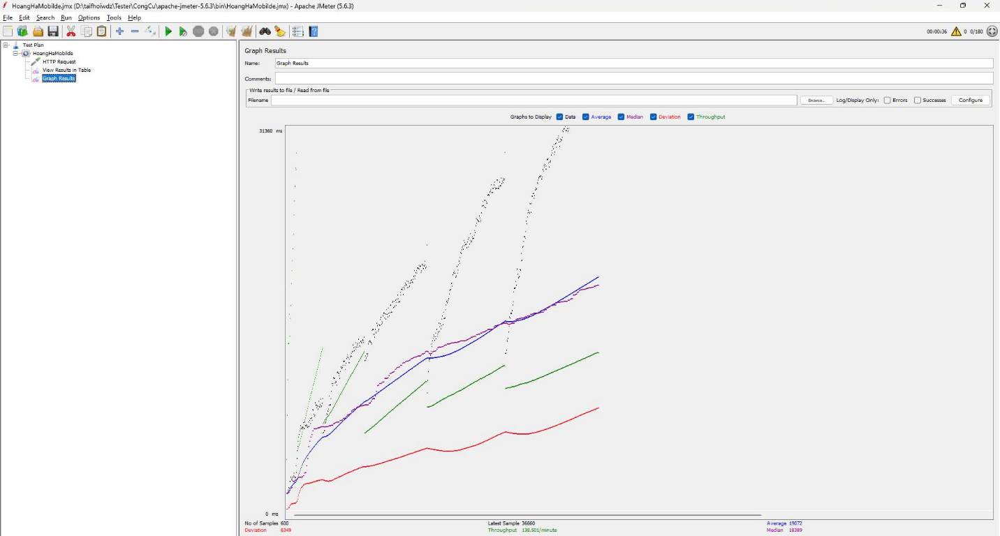 HoangHaMobilde.jmx (D:\taifhoiwdz\Tester\CongCu\apache-jmeter-5.6.3\bin\HoangHaMobilde.jmx) - Apache JMeter (5.6.3)
File Edit Search Run Options Tools Help
00:00:36 0 0/180
Test Plan
HoangHaMobilde
HTTP Request
View Results in Table
Graph Results
Graph Results
Name: Graph Results
Comments:
Write results to file / Read from file
Filename Browse... Log/Display Only: Errors Successes Configure
Graphs to Display Data Average Median Deviation Throughput
31360 ms
0 ms
No of Samples 600 Latest Sample 36660 Average 19072
Deviation 8349 Throughput 138.501/minute Median 18389